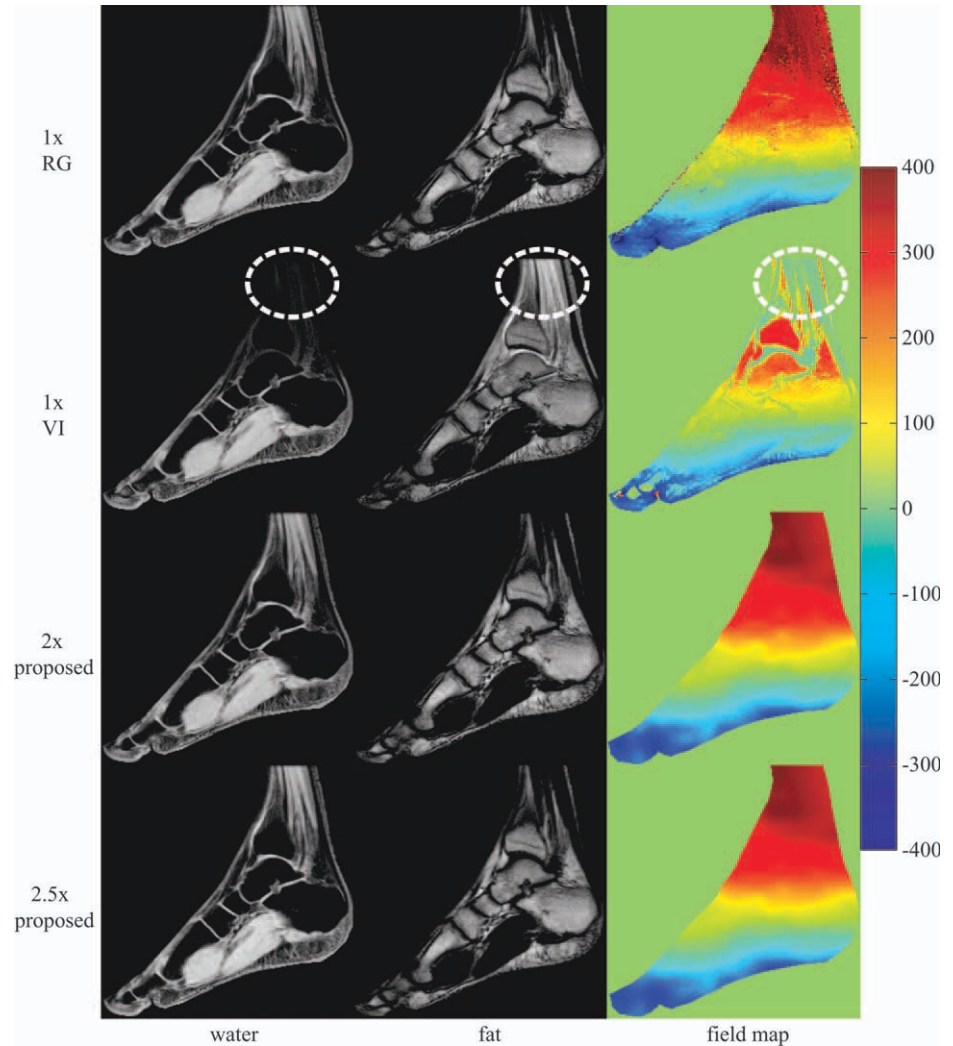 1x
RG
1x
VI
2x
proposed
2.5x
proposed
400
300
200
100
0
-100
-200
-300
-400
water
fat
field map